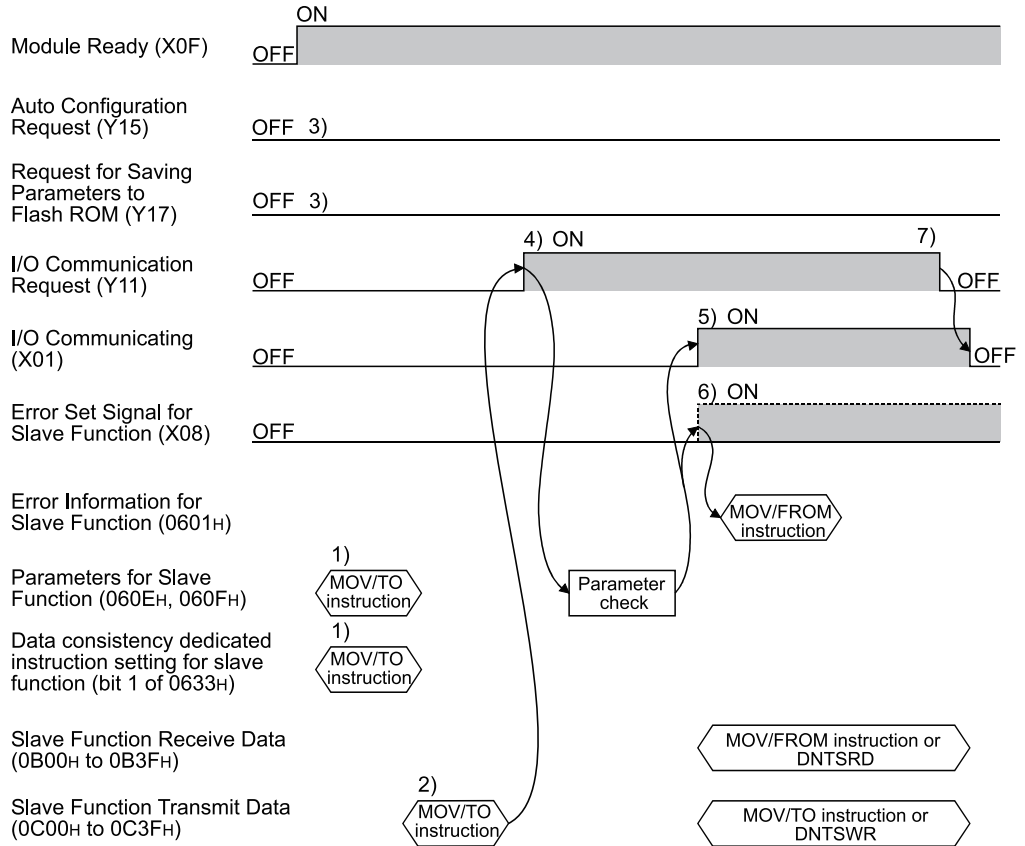 ON
Module Ready (X0F)
OFF
Auto Configuration
Request (Y15)
OFF 3)
Request for Saving
Parameters to
Flash ROM (Y17)
OFF 3)
4) ON
7)
I/O Communication
Request (Y11)
OFF
OFF
5) ON
I/O Communicating
(X01)
OFF
OFF
6) ON
Error Set Signal for
Slave Function (X08)
OFF
Error Information for
Slave Function (0601H)
MOV/FROM
instruction
1)
Parameters for Slave
Function (060EH, 060FH)
MOV/TO
instruction
Parameter
check
1)
Data consistency dedicated
instruction setting for slave
function (bit 1 of 0633H)
MOV/TO
instruction
Slave Function Receive Data
(0B00H to 0B3FH)
MOV/FROM instruction or
DNTSRD
2)
Slave Function Transmit Data
(0C00H to 0C3FH)
MOV/TO
instruction
MOV/TO instruction or
DNTSWR